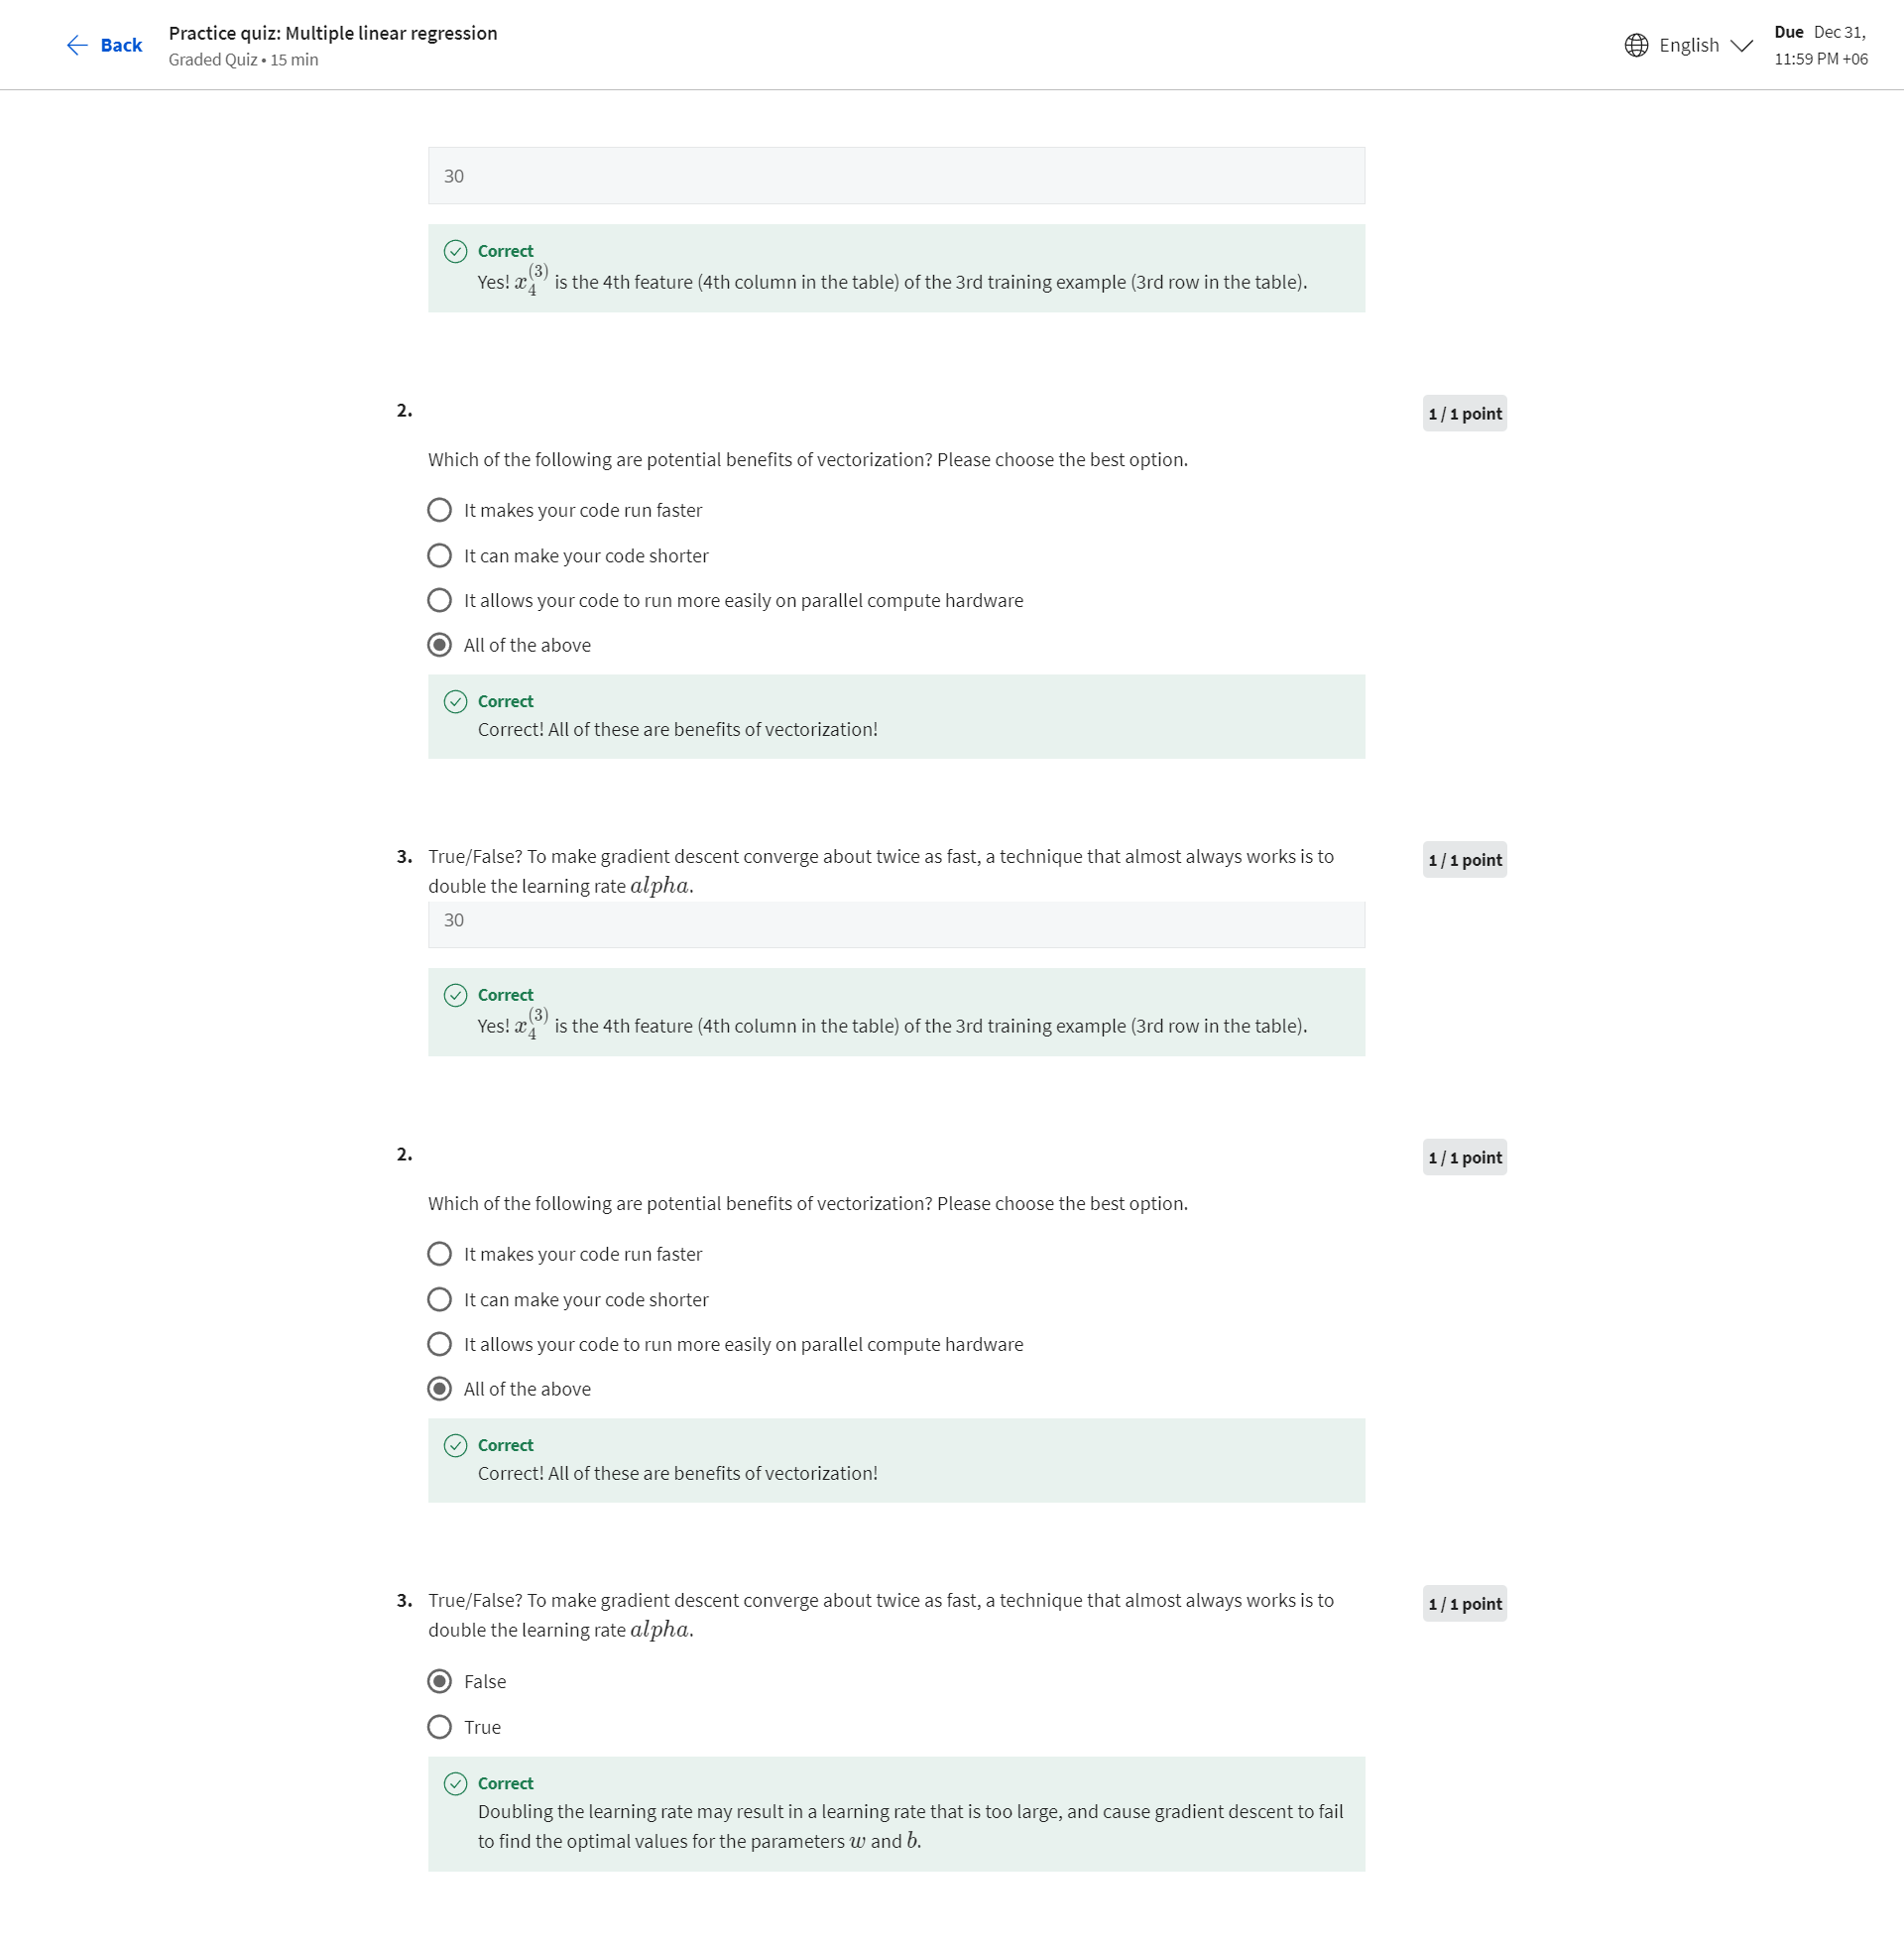 Back
Practice quiz: Multiple linear regression
Graded Quiz • 15 min
English
Due Dec 31,
11:59 PM +06
30
Correct
Yes! x₄⁽³⁾ is the 4th feature (4th column in the table) of the 3rd training example (3rd row in the table).
2.
1 / 1 point
Which of the following are potential benefits of vectorization? Please choose the best option.
It makes your code run faster
It can make your code shorter
It allows your code to run more easily on parallel compute hardware
All of the above
Correct
Correct! All of these are benefits of vectorization!
3. True/False? To make gradient descent converge about twice as fast, a technique that almost always works is to
1 / 1 point
double the learning rate alpha.
30
Correct
Yes! x₄⁽³⁾ is the 4th feature (4th column in the table) of the 3rd training example (3rd row in the table).
2.
1 / 1 point
Which of the following are potential benefits of vectorization? Please choose the best option.
It makes your code run faster
It can make your code shorter
It allows your code to run more easily on parallel compute hardware
All of the above
Correct
Correct! All of these are benefits of vectorization!
3. True/False? To make gradient descent converge about twice as fast, a technique that almost always works is to
1 / 1 point
double the learning rate alpha.
False
True
Correct
Doubling the learning rate may result in a learning rate that is too large, and cause gradient descent to fail
to find the optimal values for the parameters w and b.